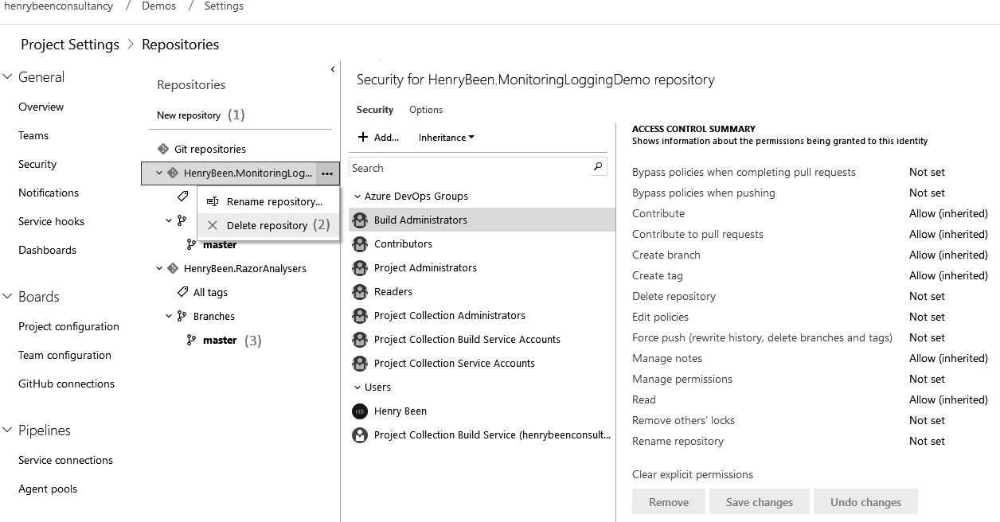 henrybeenconsultancy / Demos / Settings
Project Settings > Repositories
General
Overview
Teams
Security
Notifications
Service hooks
Dashboards
Boards
Project configuration
Team configuration
GitHub connections
Pipelines
Service connections
Agent pools
Repositories
New repository (1)
Git repositories
HenryBeen.MonitoringLog... ...
Rename repository...
Delete repository (2)
master
HenryBeen.RazorAnalysers
All tags
Branches
master (3)
Security for HenryBeen.MonitoringLoggingDemo repository
Security Options
+ Add... Inheritance
Search
Azure DevOps Groups
Build Administrators
Contributors
Project Administrators
Readers
Project Collection Administrators
Project Collection Build Service Accounts
Project Collection Service Accounts
Users
HB Henry Been
Project Collection Build Service (henrybeenconsult...
ACCESS CONTROL SUMMARY
Shows information about the permissions being granted to this identity
Bypass policies when completing pull requests Not set
Bypass policies when pushing Not set
Contribute Allow (inherited)
Contribute to pull requests Allow (inherited)
Create branch Allow (inherited)
Create tag Allow (inherited)
Delete repository Not set
Edit policies Not set
Force push (rewrite history, delete branches and tags) Not set
Manage notes Allow (inherited)
Manage permissions Not set
Read Allow (inherited)
Remove others' locks Not set
Rename repository Not set
Clear explicit permissions
Remove Save changes Undo changes